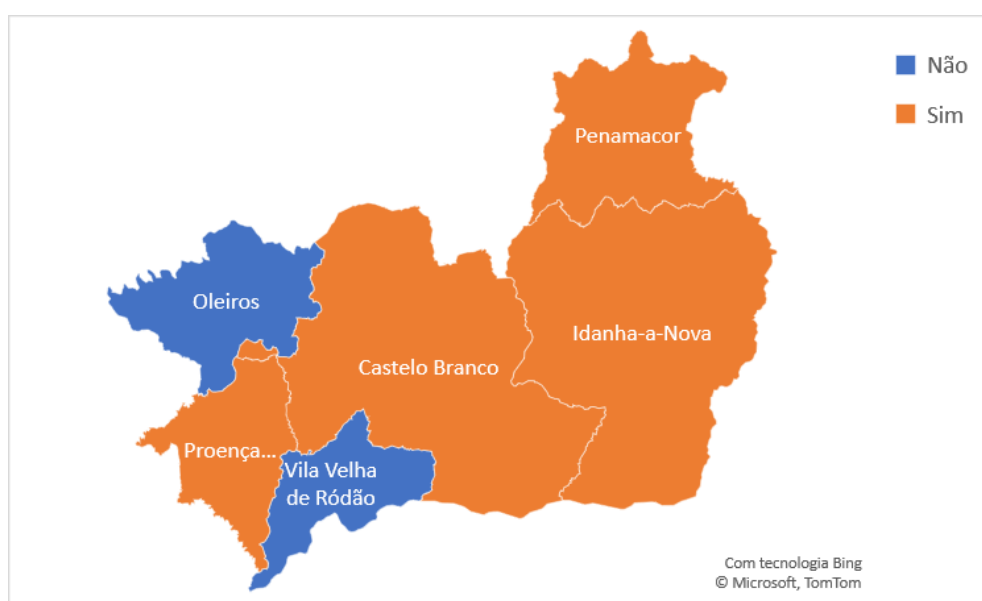 Não
Sim
Penamacor
Oleiros
Idanha-a-Nova
Castelo Branco
Proença...
Vila Velha
de Ródão
Com tecnologia Bing
© Microsoft, TomTom